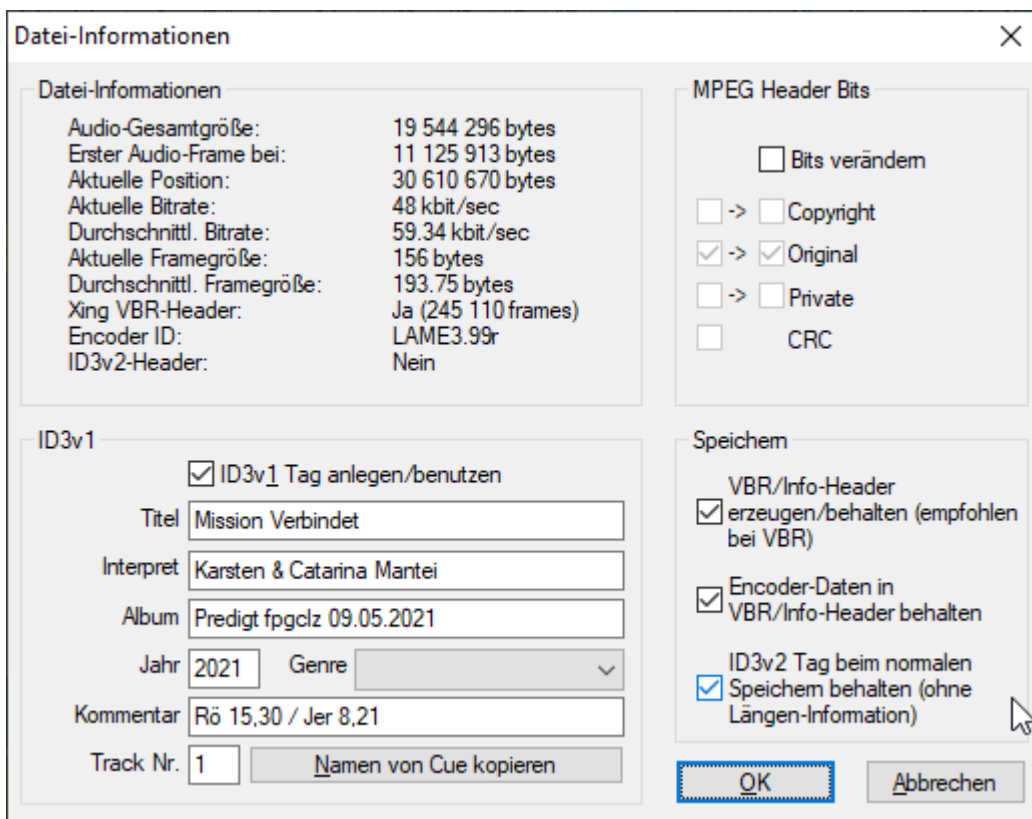 Datei-Informationen
Datei-Informationen
Audio-Gesamtgröße: 19 544 296 bytes
Erster Audio-Frame bei: 11 125 913 bytes
Aktuelle Position: 30 610 670 bytes
Aktuelle Bitrate: 48 kbit/sec
Durchschnittl. Bitrate: 59.34 kbit/sec
Aktuelle Framegröße: 156 bytes
Durchschnittl. Framegröße: 193.75 bytes
Xing VBR-Header: Ja (245 110 frames)
Encoder ID: LAME3.99r
ID3v2-Header: Nein
MPEG Header Bits
Bits verändern
-> Copyright
-> Original
-> Private
CRC
ID3v1
ID3v1 Tag anlegen/benutzen
Titel Mission Verbindet
Interpret Karsten & Catarina Mantei
Album Predigt fpgclz 09.05.2021
Jahr 2021 Genre
Kommentar Rö 15,30 / Jer 8,21
Track Nr. 1 Namen von Cue kopieren
Speichern
VBR/Info-Header
erzeugen/behalten (empfohlen
bei VBR)
Encoder-Daten in
VBR/Info-Header behalten
ID3v2 Tag beim normalen
Speichern behalten (ohne
Längen-Information)
OK Abbrechen